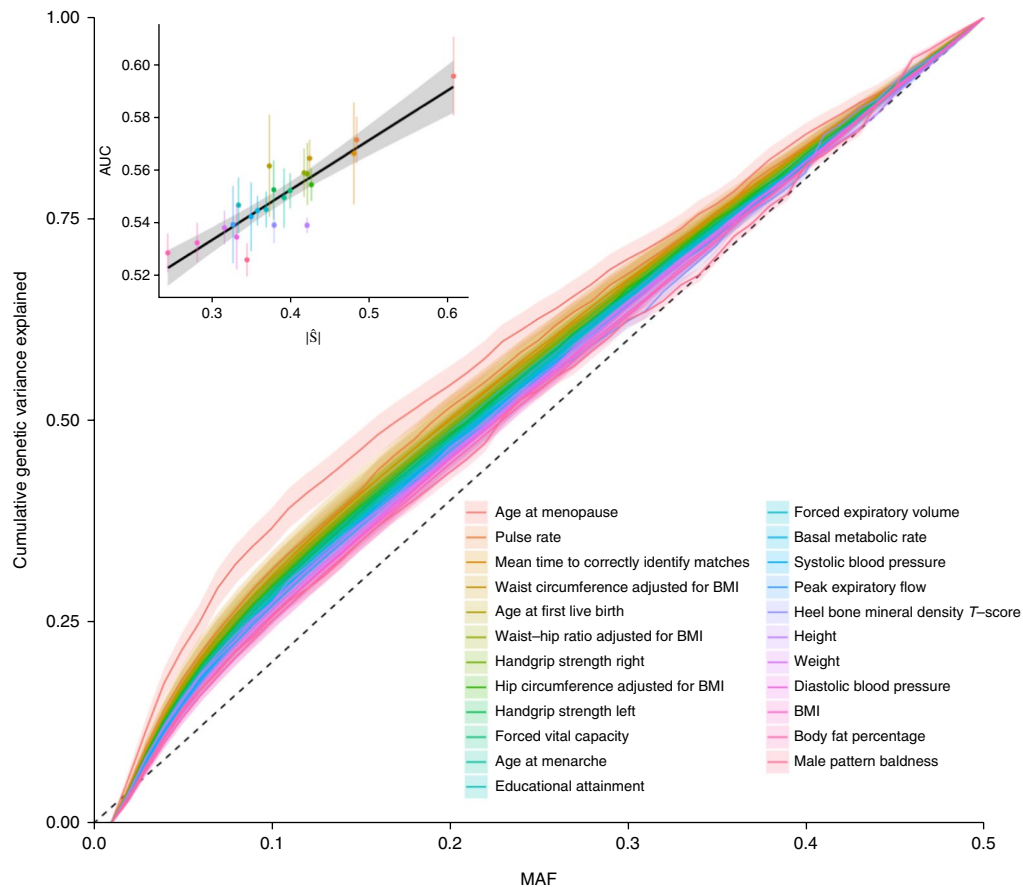 1.00
0.75
0.50
0.25
0.00
Cumulative genetic variance explained
0.0
0.1
0.2
0.3
0.4
0.5
MAF
0.60
0.58
0.56
0.54
0.52
AUC
0.3
0.4
0.5
0.6
|Ŝ|
Age at menopause
Pulse rate
Mean time to correctly identify matches
Waist circumference adjusted for BMI
Age at first live birth
Waist–hip ratio adjusted for BMI
Handgrip strength right
Hip circumference adjusted for BMI
Handgrip strength left
Forced vital capacity
Age at menarche
Educational attainment
Forced expiratory volume
Basal metabolic rate
Systolic blood pressure
Peak expiratory flow
Heel bone mineral density T–score
Height
Weight
Diastolic blood pressure
BMI
Body fat percentage
Male pattern baldness